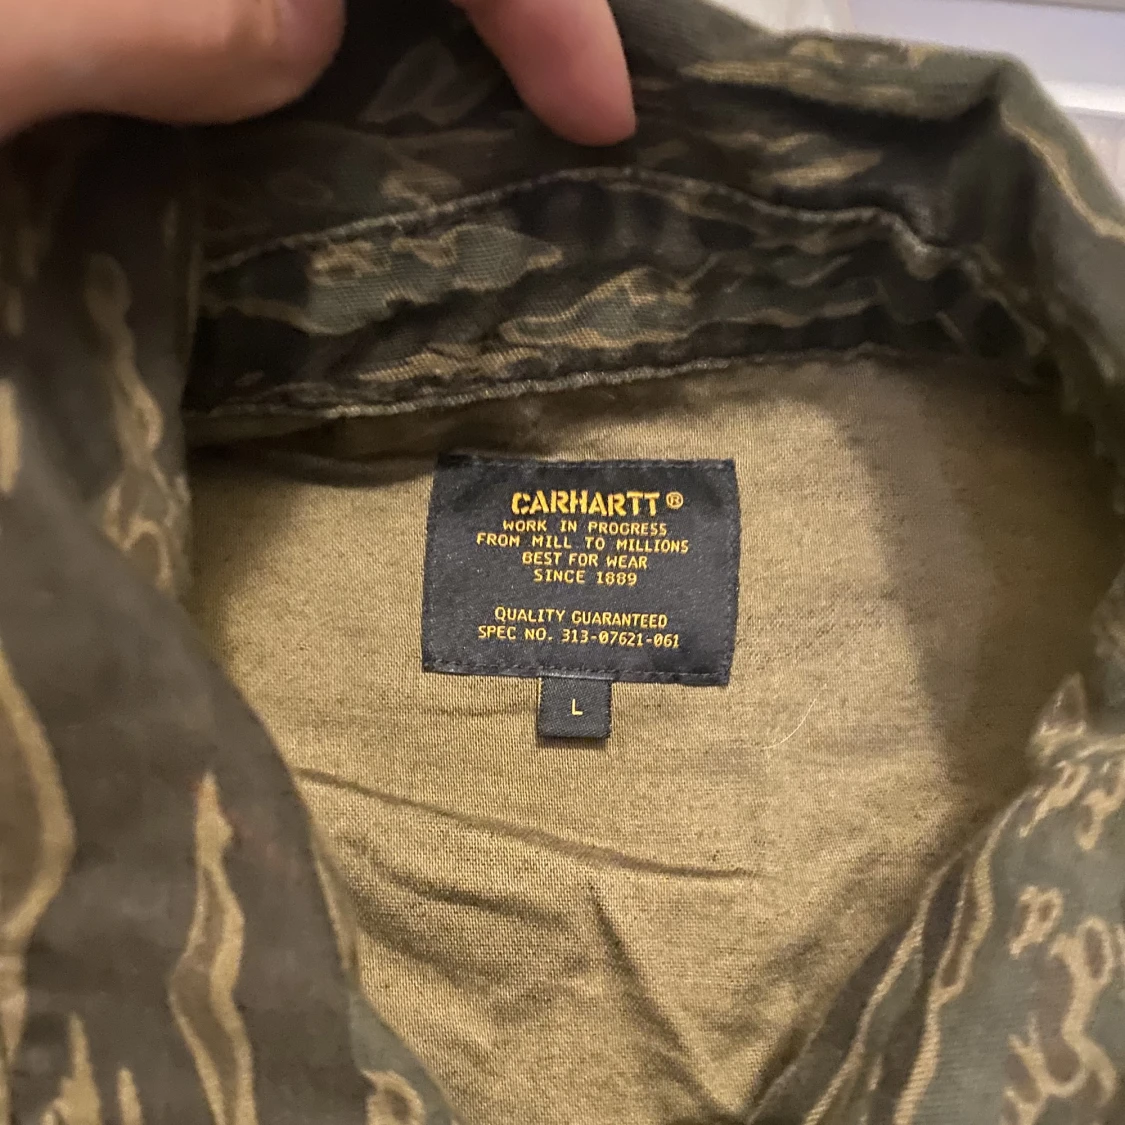 CARHARTT®
WORK IN PROGRESS
FROM MILL TO MILLIONS
BEST FOR WEAR
SINCE 1889
QUALITY GUARANTEED
SPEC NO. 313-07621-061
L